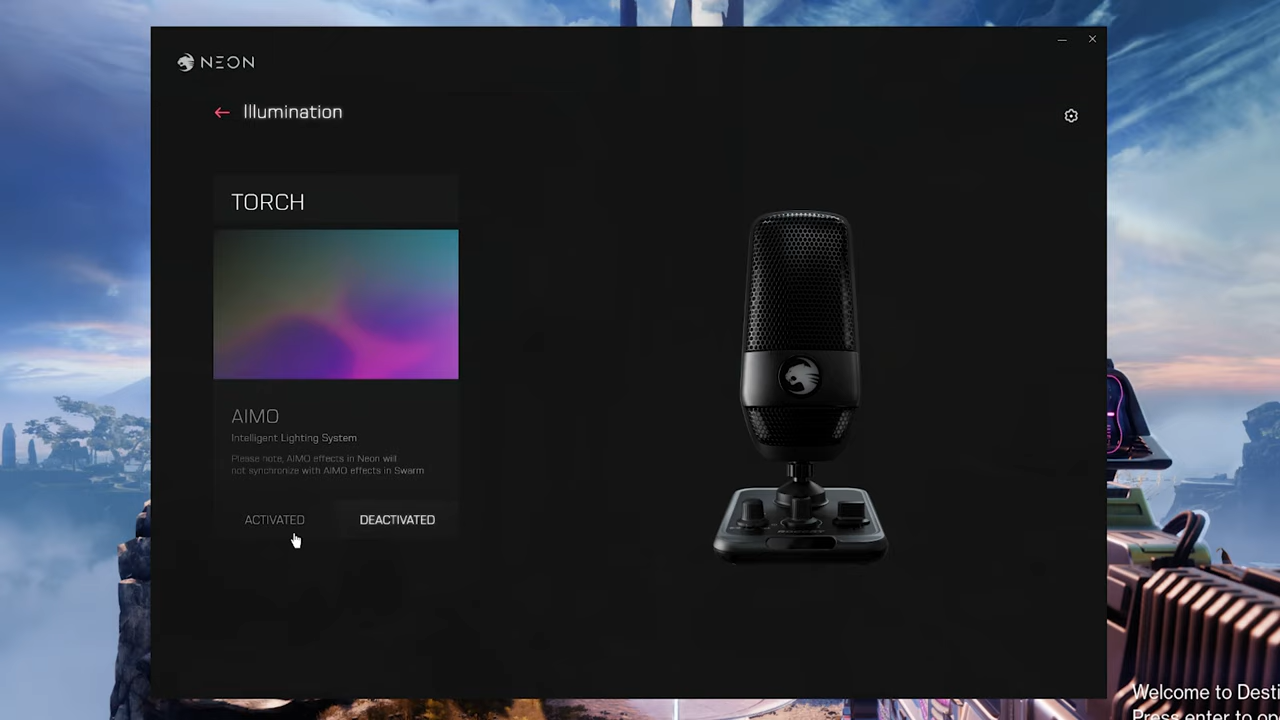 NEON
Illumination
TORCH
AIMO
Intelligent Lighting System
Please note, AIMO effects in Neon will
not synchronize with AIMO effects in Swarm
ACTIVATED
DEACTIVATED
Welcome to Desti
Press enter to op